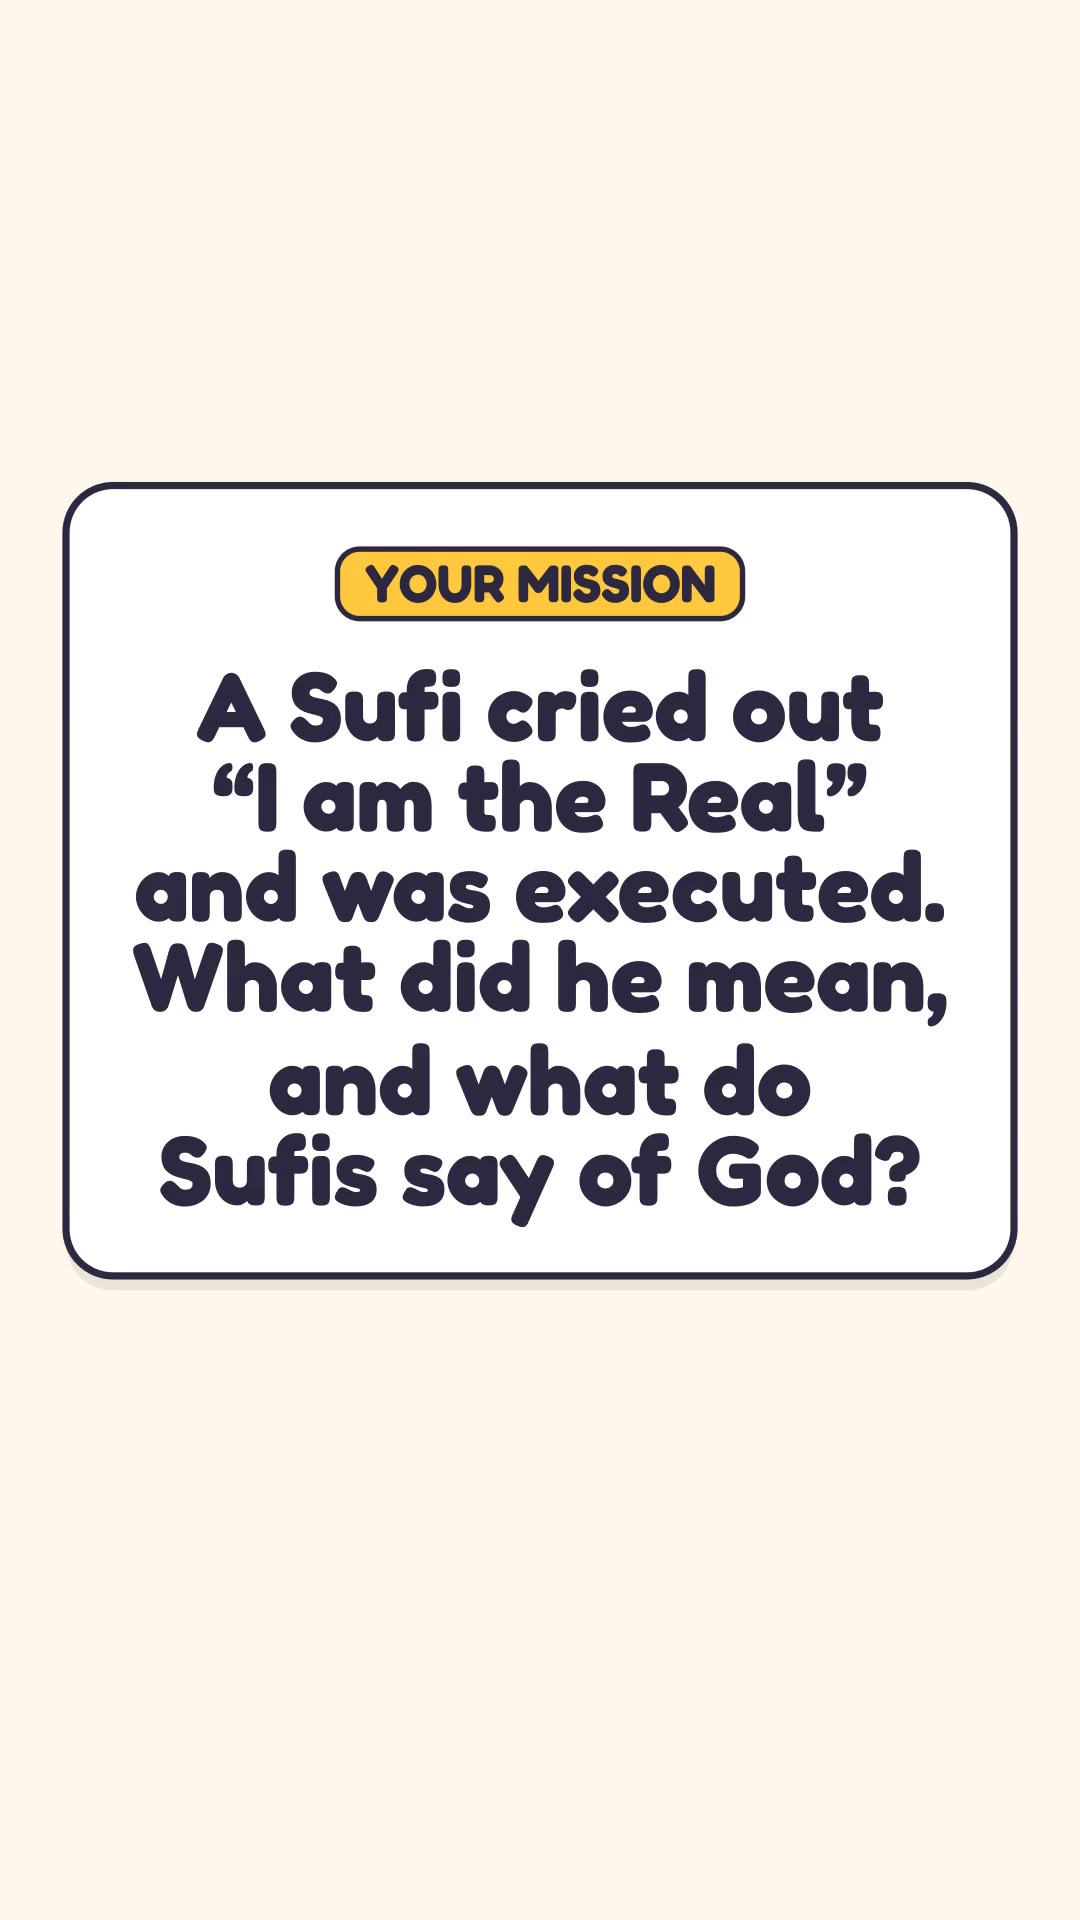 YOUR MISSION
A Sufi cried out
“I am the Real”
and was executed.
What did he mean,
and what do
Sufis say of God?